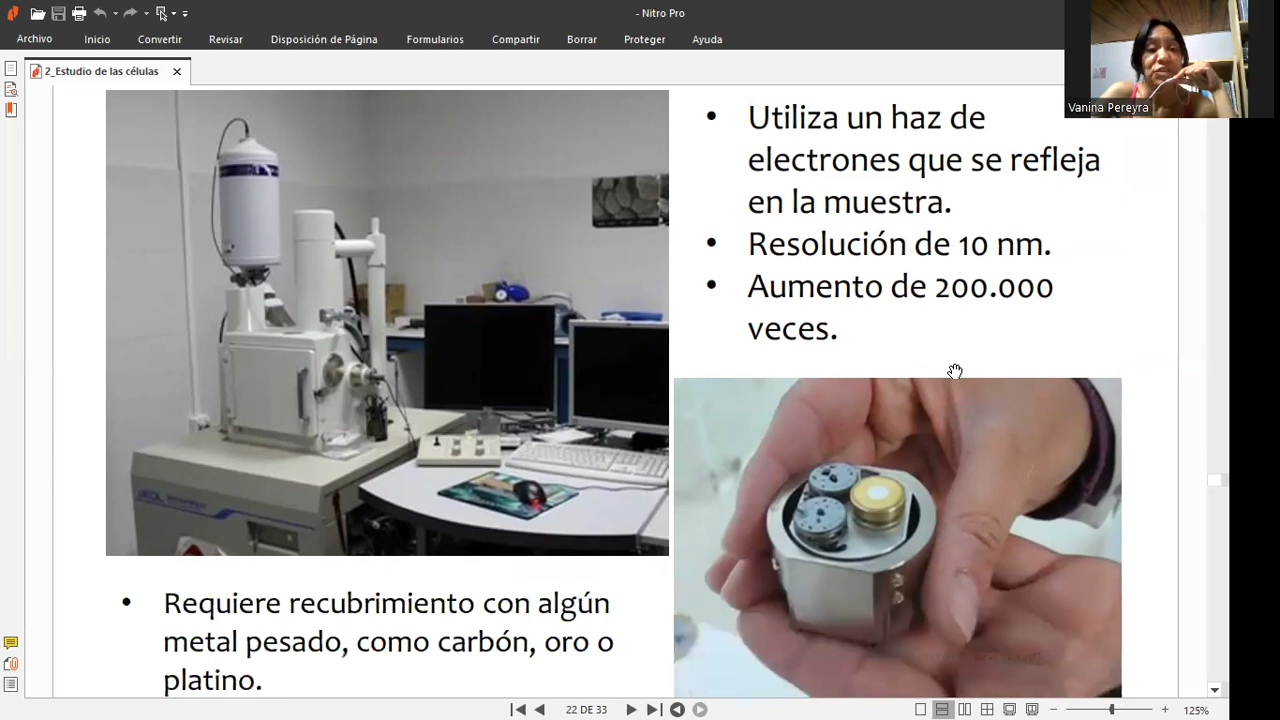 - Nitro Pro
Archivo Inicio Convertir Revisar Disposición de Página Formularios Compartir Borrar Proteger Ayuda
2_Estudio de las células
Vanina Pereyra
• Utiliza un haz de
electrones que se refleja
en la muestra.
• Resolución de 10 nm.
• Aumento de 200.000
veces.
JEOL
• Requiere recubrimiento con algún
metal pesado, como carbón, oro o
platino.
22 DE 33
125%